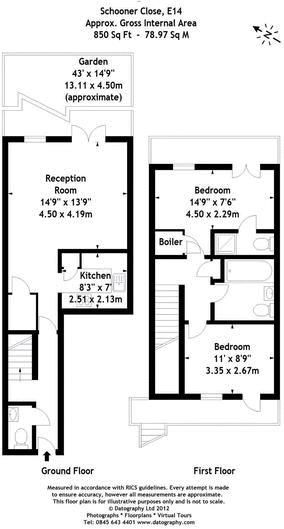 Schooner Close, E14
Approx. Gross Internal Area
850 Sq Ft - 78.97 Sq M
Garden
43' x 14'9"
13.11 x 4.50m
(approximate)
Reception
Room
14'9" x 13'9"
4.50 x 4.19m
Kitchen
8'3" x 7'
2.51 x 2.13m
Bedroom
14'9" x 7'6"
4.50 x 2.29m
Boiler
Bedroom
11' x 8'9"
3.35 x 2.67m
Ground Floor
First Floor
Measured in accordance with RICS guidelines. Every attempt is made
to ensure accuracy, however all measurements are approximate.
This floor plan is for illustrative purposes only and is not to scale.
© Datography Ltd 2012
Photographs * Floorplans * Virtual Tours
Tel: 0845 643 4401 www.datography.com